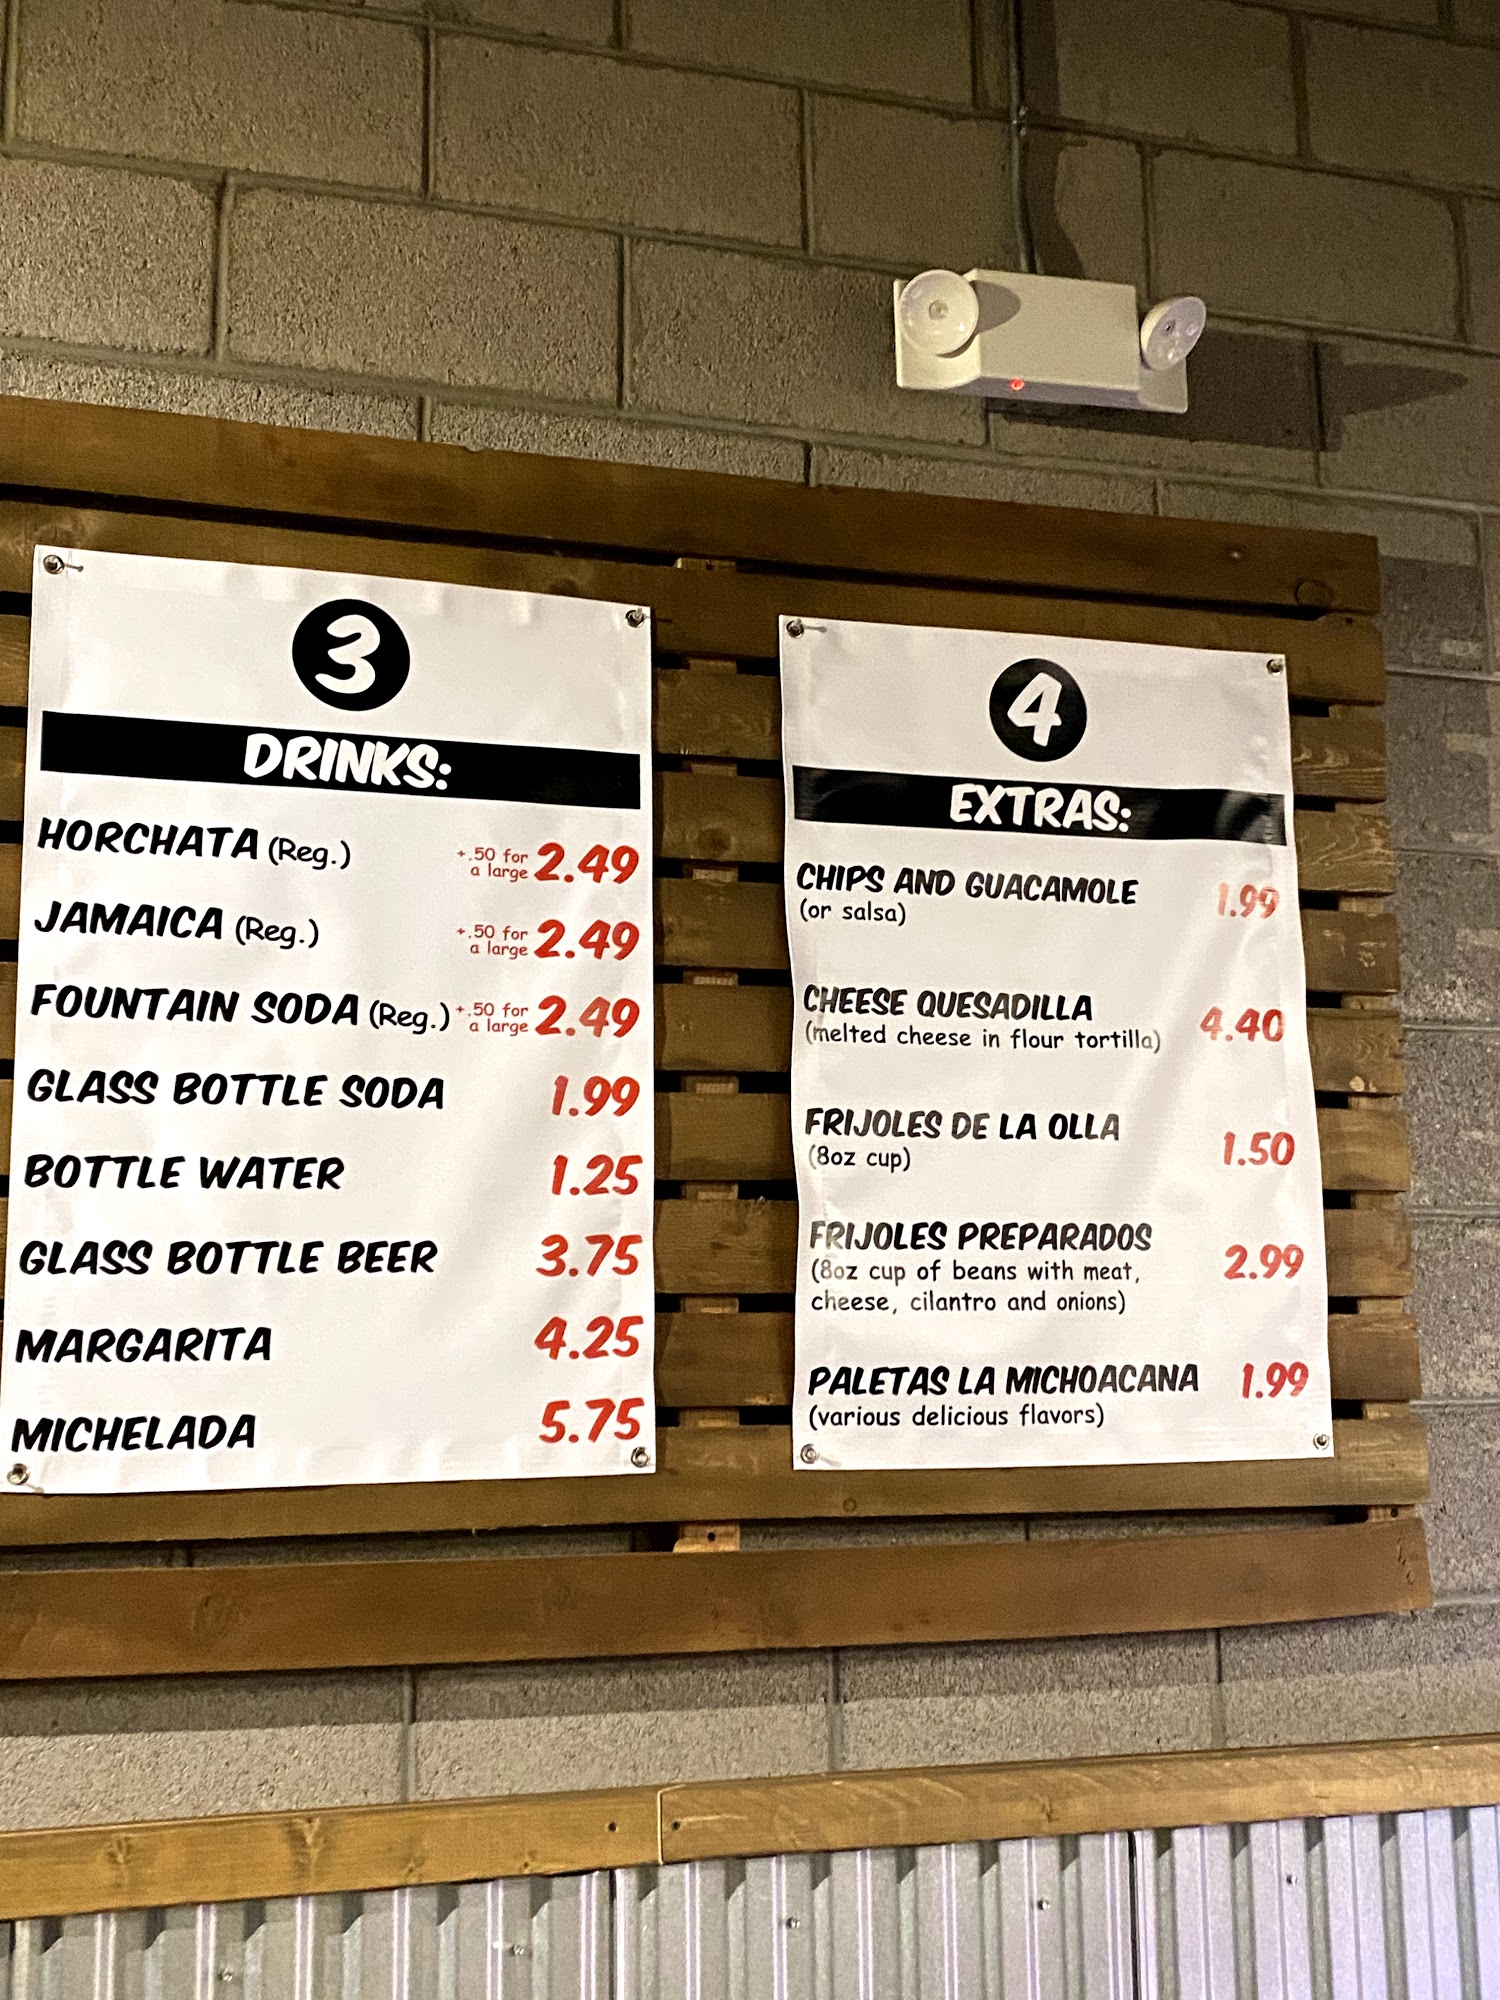 3
DRINKS:
HORCHATA (Reg.) +.50 for a large 2.49
JAMAICA (Reg.) +.50 for a large 2.49
FOUNTAIN SODA (Reg.) +.50 for a large 2.49
GLASS BOTTLE SODA 1.99
BOTTLE WATER 1.25
GLASS BOTTLE BEER 3.75
MARGARITA 4.25
MICHELADA 5.75
4
EXTRAS:
CHIPS AND GUACAMOLE 1.99
(or salsa)
CHEESE QUESADILLA 4.40
(melted cheese in flour tortilla)
FRIJOLES DE LA OLLA 1.50
(8oz cup)
FRIJOLES PREPARADOS 2.99
(8oz cup of beans with meat,
cheese, cilantro and onions)
PALETAS LA MICHOACANA 1.99
(various delicious flavors)